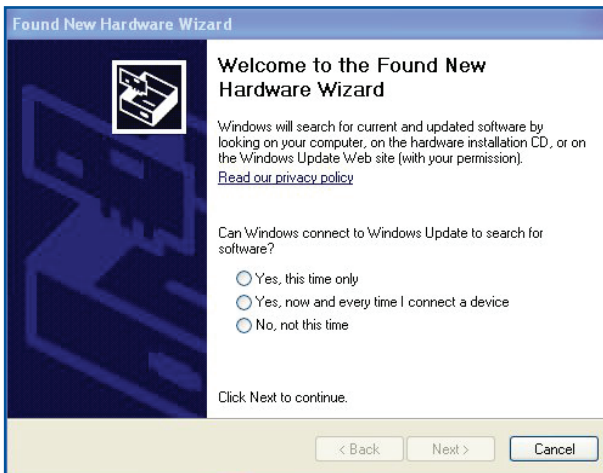 Found New Hardware Wizard
Welcome to the Found New
Hardware Wizard
Windows will search for current and updated software by
looking on your computer, on the hardware installation CD, or on
the Windows Update Web site (with your permission).
Read our privacy policy
Can Windows connect to Windows Update to search for
software?
Yes, this time only
Yes, now and every time I connect a device
No, not this time
Click Next to continue.
< Back Next > Cancel